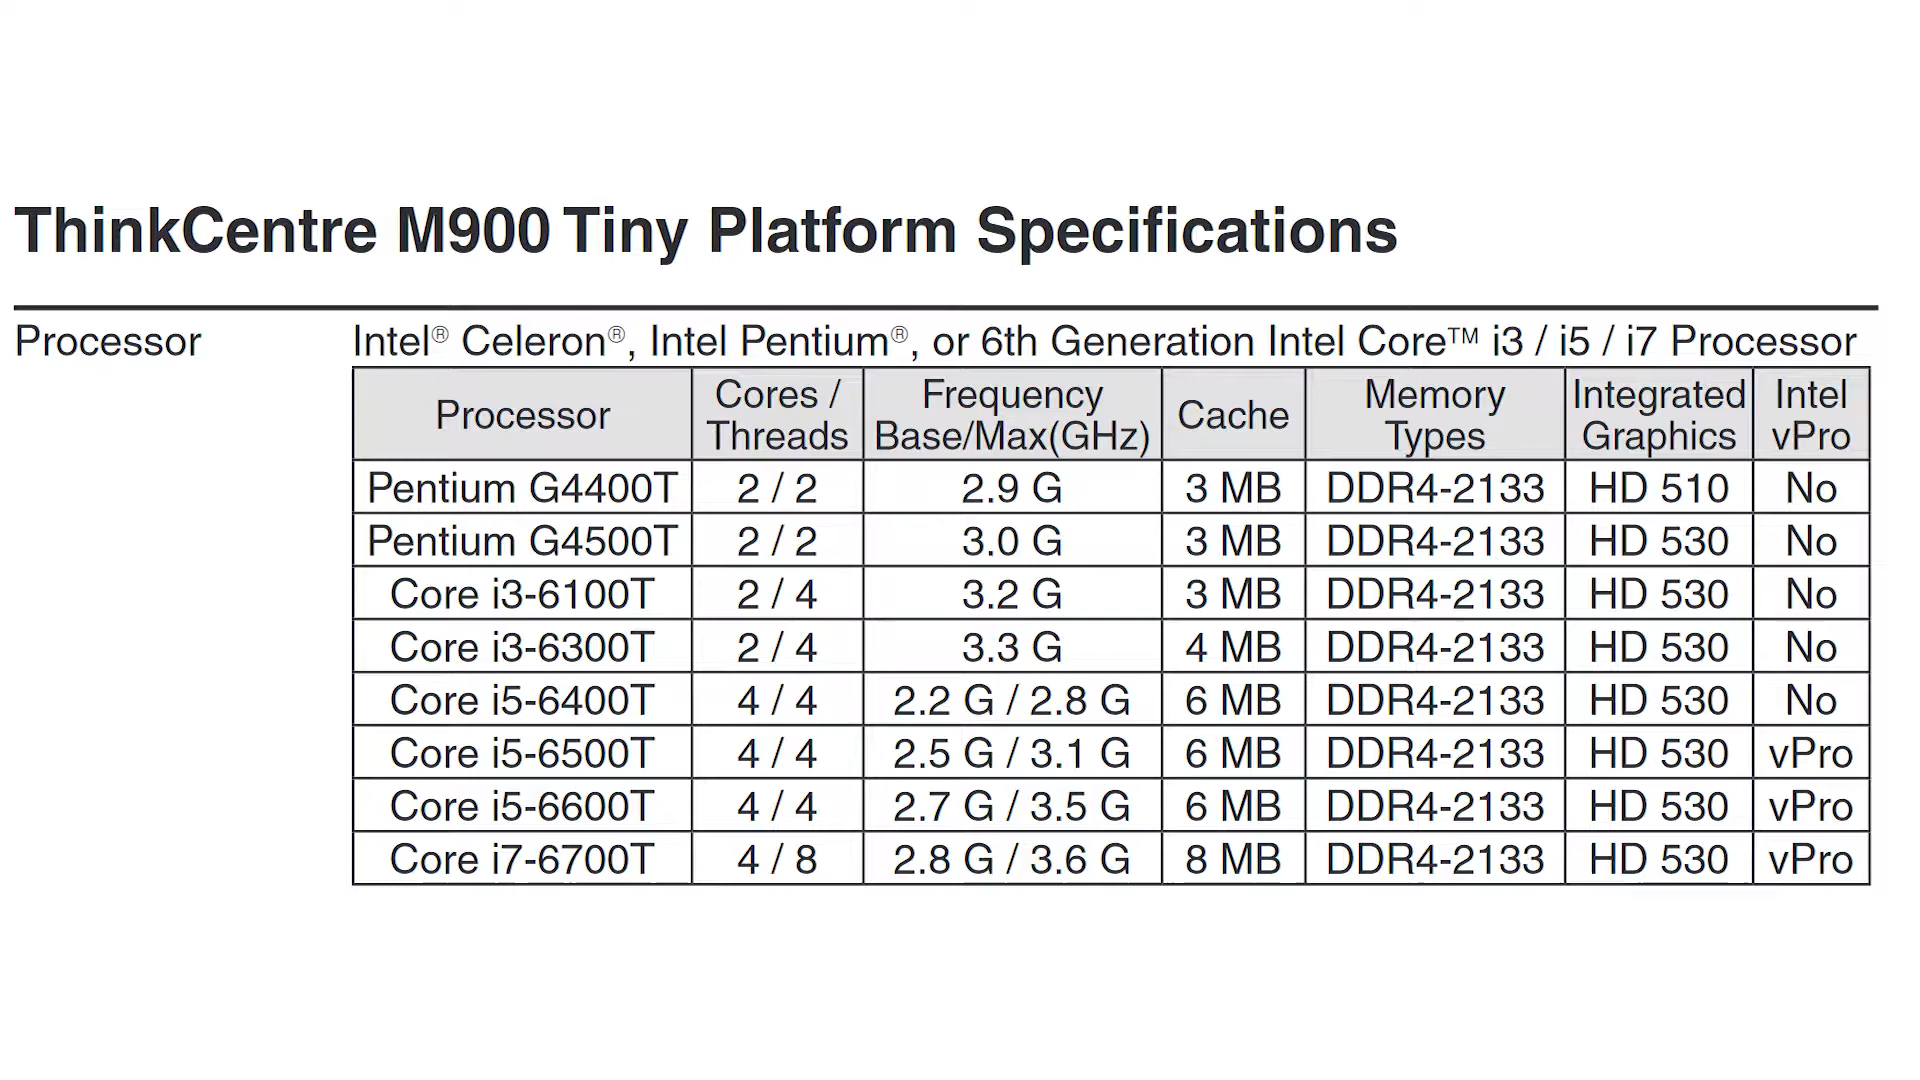 ThinkCentre M900 Tiny Platform Specifications
Processor Intel® Celeron®, Intel Pentium®, or 6th Generation Intel Core™ i3 / i5 / i7 Processor
Processor Cores / Threads Frequency Base/Max(GHz) Cache Memory Types Integrated Graphics Intel vPro
Pentium G4400T 2 / 2 2.9 G 3 MB DDR4-2133 HD 510 No
Pentium G4500T 2 / 2 3.0 G 3 MB DDR4-2133 HD 530 No
Core i3-6100T 2 / 4 3.2 G 3 MB DDR4-2133 HD 530 No
Core i3-6300T 2 / 4 3.3 G 4 MB DDR4-2133 HD 530 No
Core i5-6400T 4 / 4 2.2 G / 2.8 G 6 MB DDR4-2133 HD 530 No
Core i5-6500T 4 / 4 2.5 G / 3.1 G 6 MB DDR4-2133 HD 530 vPro
Core i5-6600T 4 / 4 2.7 G / 3.5 G 6 MB DDR4-2133 HD 530 vPro
Core i7-6700T 4 / 8 2.8 G / 3.6 G 8 MB DDR4-2133 HD 530 vPro